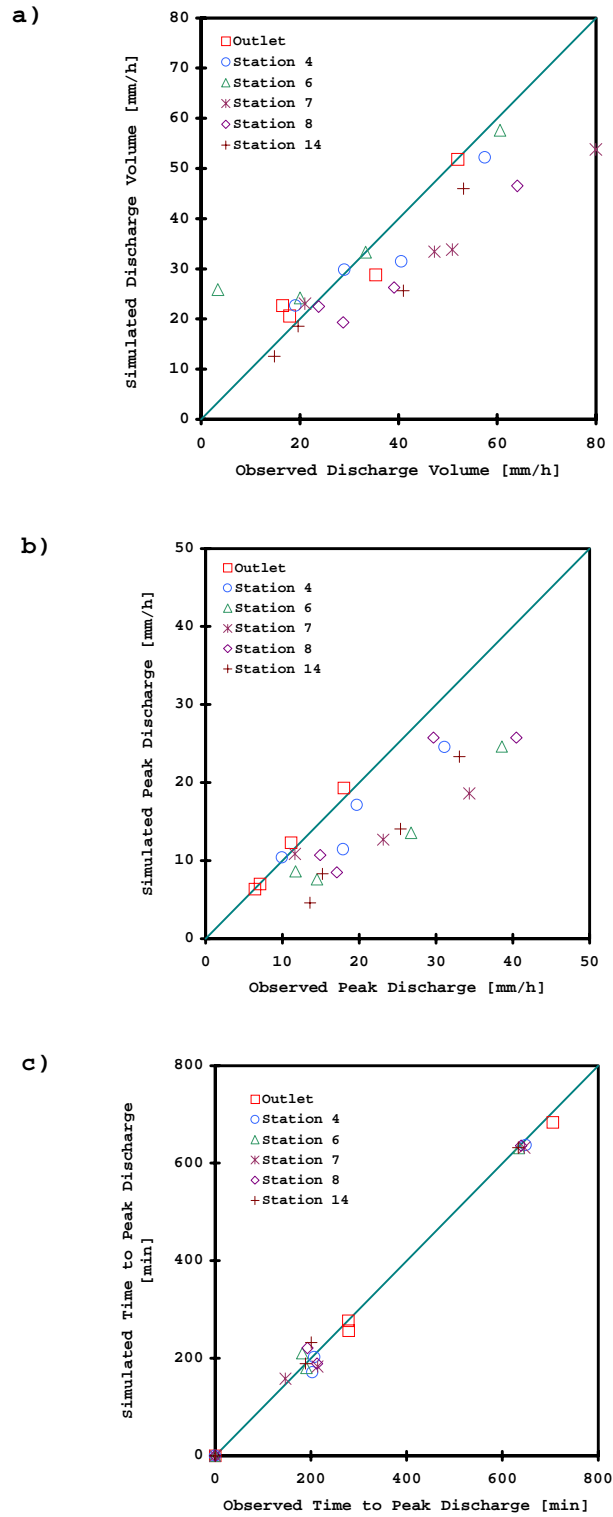 a)
80
70
60
50
40
30
20
10
0
Simulated Discharge Volume [mm/h]
Outlet
Station 4
Station 6
Station 7
Station 8
Station 14
0 20 40 60 80
Observed Discharge Volume [mm/h]
b)
50
40
30
20
10
0
Simulated Peak Discharge [mm/h]
Outlet
Station 4
Station 6
Station 7
Station 8
Station 14
0 10 20 30 40 50
Observed Peak Discharge [mm/h]
c)
800
600
400
200
0
Simulated Time to Peak Discharge
[min]
Outlet
Station 4
Station 6
Station 7
Station 8
Station 14
0 200 400 600 800
Observed Time to Peak Discharge [min]